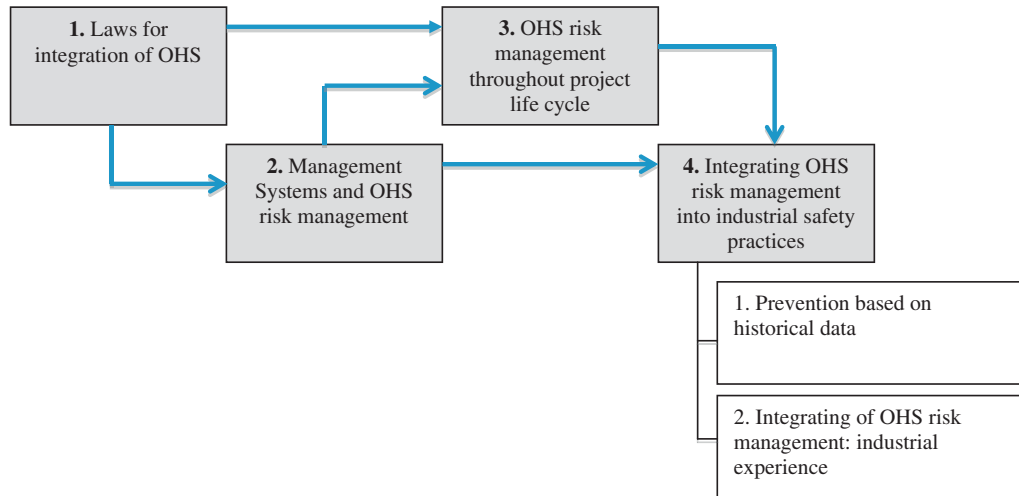 1. Laws for
integration of OHS
3. OHS risk
management
throughout project
life cycle
2. Management
Systems and OHS
risk management
4. Integrating OHS
risk management
into industrial safety
practices
1. Prevention based on
historical data
2. Integrating of OHS risk
management: industrial
experience